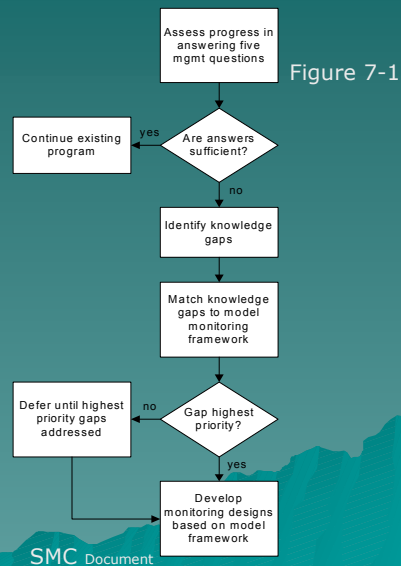 Assess progress in
answering five
mgmt questions
Figure 7-1
yes
Continue existing
program
Are answers
sufficient?
no
Identify knowledge
gaps
Match knowledge
gaps to model
monitoring
framework
no
Defer until highest
priority gaps
addressed
Gap highest
priority?
yes
Develop
monitoring designs
based on model
framework
SMC Document